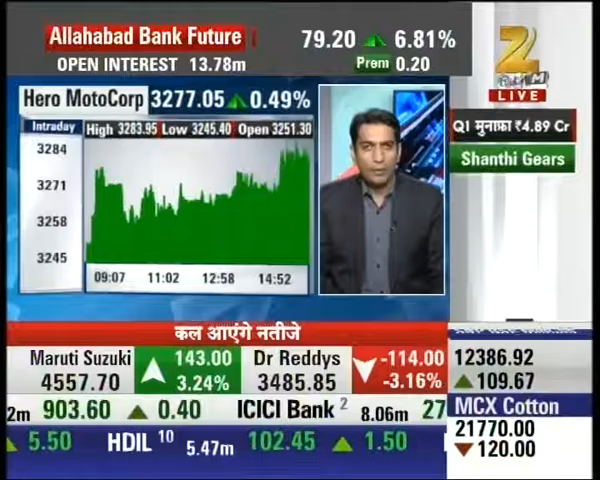 Allahabad Bank Future
79.20 6.81%
OPEN INTEREST 13.78m
Prem 0.20
LIVE
Hero MotoCorp 3277.05 0.49%
Intraday High 3283.95 Low 3245.40 Open 3251.30
3284
3271
3258
3245
09:07 11:02 12:58 14:52
Q1 मुनाफ़ा ₹4.89 Cr
Shanthi Gears
कल आएंगे नतीजे
Maruti Suzuki 143.00
4557.70 3.24%
Dr Reddys -114.00
3485.85 -3.16%
12386.92
109.67
MCX Cotton
21770.00
120.00
2m 903.60 0.40 ICICI Bank 2 8.06m 27
5.50 HDIL 10 5.47m 102.45 1.50